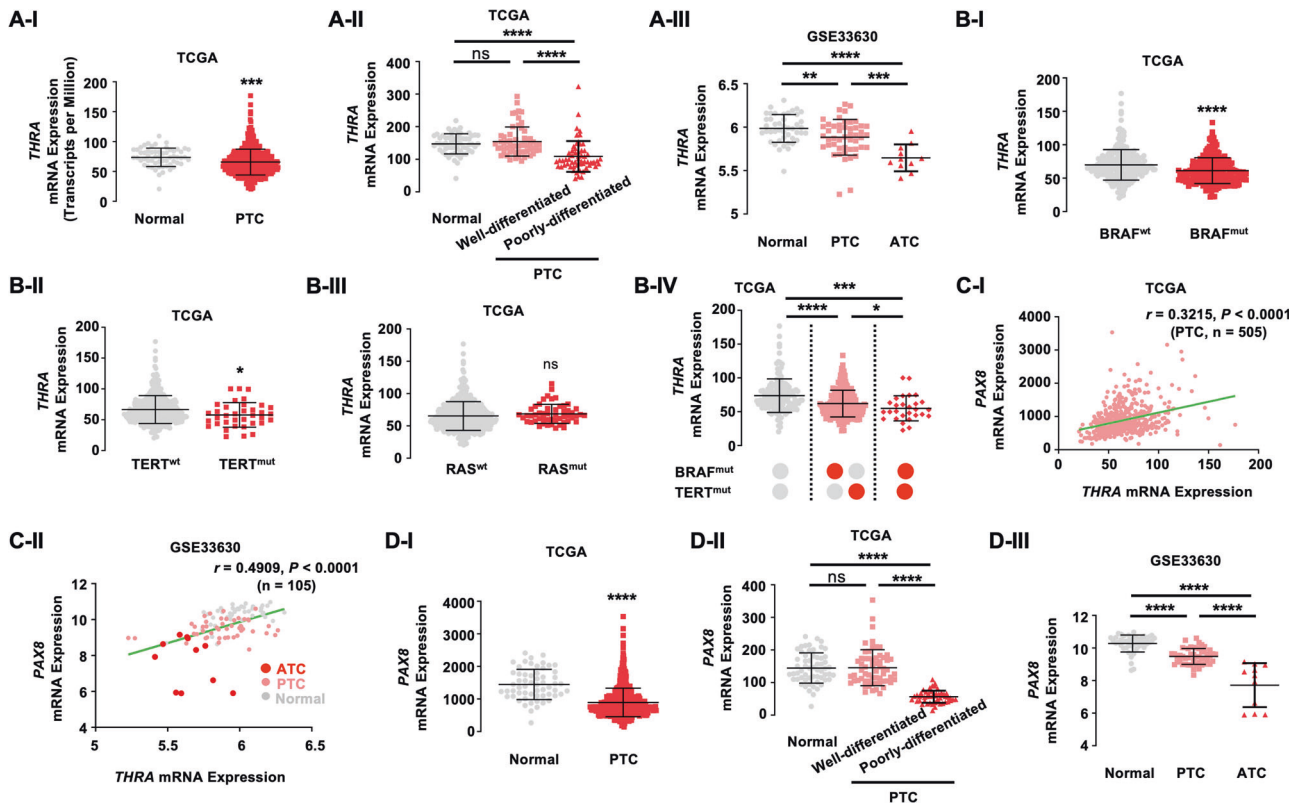 A-I
TCGA
THRA
mRNA Expression
(Transcripts per Million)
200
150
100
50
0
***
Normal
PTC
A-II
TCGA
****
ns
****
THRA
mRNA Expression
400
300
200
100
0
Normal
Well-differentiated
Poorly-differentiated
PTC
A-III
GSE33630
****
**
***
THRA
mRNA Expression
6.5
6
5.5
5
Normal
PTC
ATC
B-I
TCGA
THRA
mRNA Expression
200
150
100
50
0
****
BRAFwt
BRAFmut
B-II
TCGA
THRA
mRNA Expression
200
150
100
50
0
*
TERTwt
TERTmut
B-III
TCGA
THRA
mRNA Expression
200
150
100
50
0
ns
RASwt
RASmut
B-IV
TCGA
***
****
*
THRA
mRNA Expression
200
150
100
50
0
BRAFmut
TERTmut
C-I
TCGA
r = 0.3215, P < 0.0001
(PTC, n = 505)
PAX8
mRNA Expression
4000
3000
2000
1000
0
0
50
100
150
200
THRA mRNA Expression
C-II
GSE33630
r = 0.4909, P < 0.0001
(n = 105)
PAX8
mRNA Expression
12
10
8
6
4
ATC
PTC
Normal
5
5.5
6
6.5
THRA mRNA Expression
D-I
TCGA
PAX8
mRNA Expression
4000
3000
2000
1000
0
****
Normal
PTC
D-II
TCGA
****
ns
****
PAX8
mRNA Expression
400
300
200
100
0
Normal
Well-differentiated
Poorly-differentiated
PTC
D-III
GSE33630
****
****
****
PAX8
mRNA Expression
12
10
8
6
4
Normal
PTC
ATC